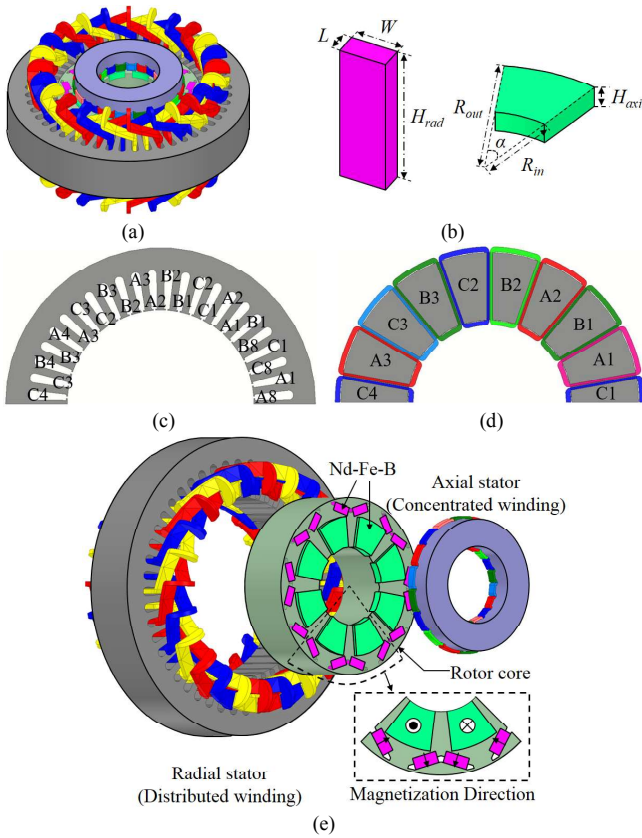 (a)
L
W
H_rad
R_out
α
R_in
H_axi
(b)
C4
C3
B4
B3
A4
A3
C3
C2
B3
B2
A3
A2
B2
B1
C2
C1
A2
A1
B1
B8
C1
C8
A1
A8
(c)
C4
A3
C3
B3
C2
B2
A2
B1
A1
C1
(d)
Nd-Fe-B
Axial stator
(Concentrated winding)
Rotor core
Radial stator
(Distributed winding)
Magnetization Direction
(e)